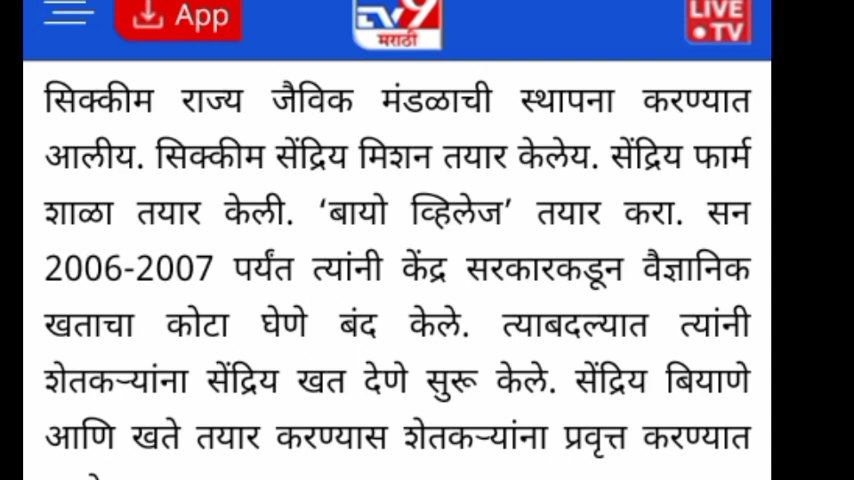 App
TV9
मराठी
LIVE
TV
सिक्कीम राज्य जैविक मंडळाची स्थापना करण्यात
आलीय. सिक्कीम सेंद्रिय मिशन तयार केलेय. सेंद्रिय फार्म
शाळा तयार केली. ‘बायो व्हिलेज’ तयार करा. सन
2006-2007 पर्यंत त्यांनी केंद्र सरकारकडून वैज्ञानिक
खताचा कोटा घेणे बंद केले. त्याबदल्यात त्यांनी
शेतकऱ्यांना सेंद्रिय खत देणे सुरू केले. सेंद्रिय बियाणे
आणि खते तयार करण्यास शेतकऱ्यांना प्रवृत्त करण्यात